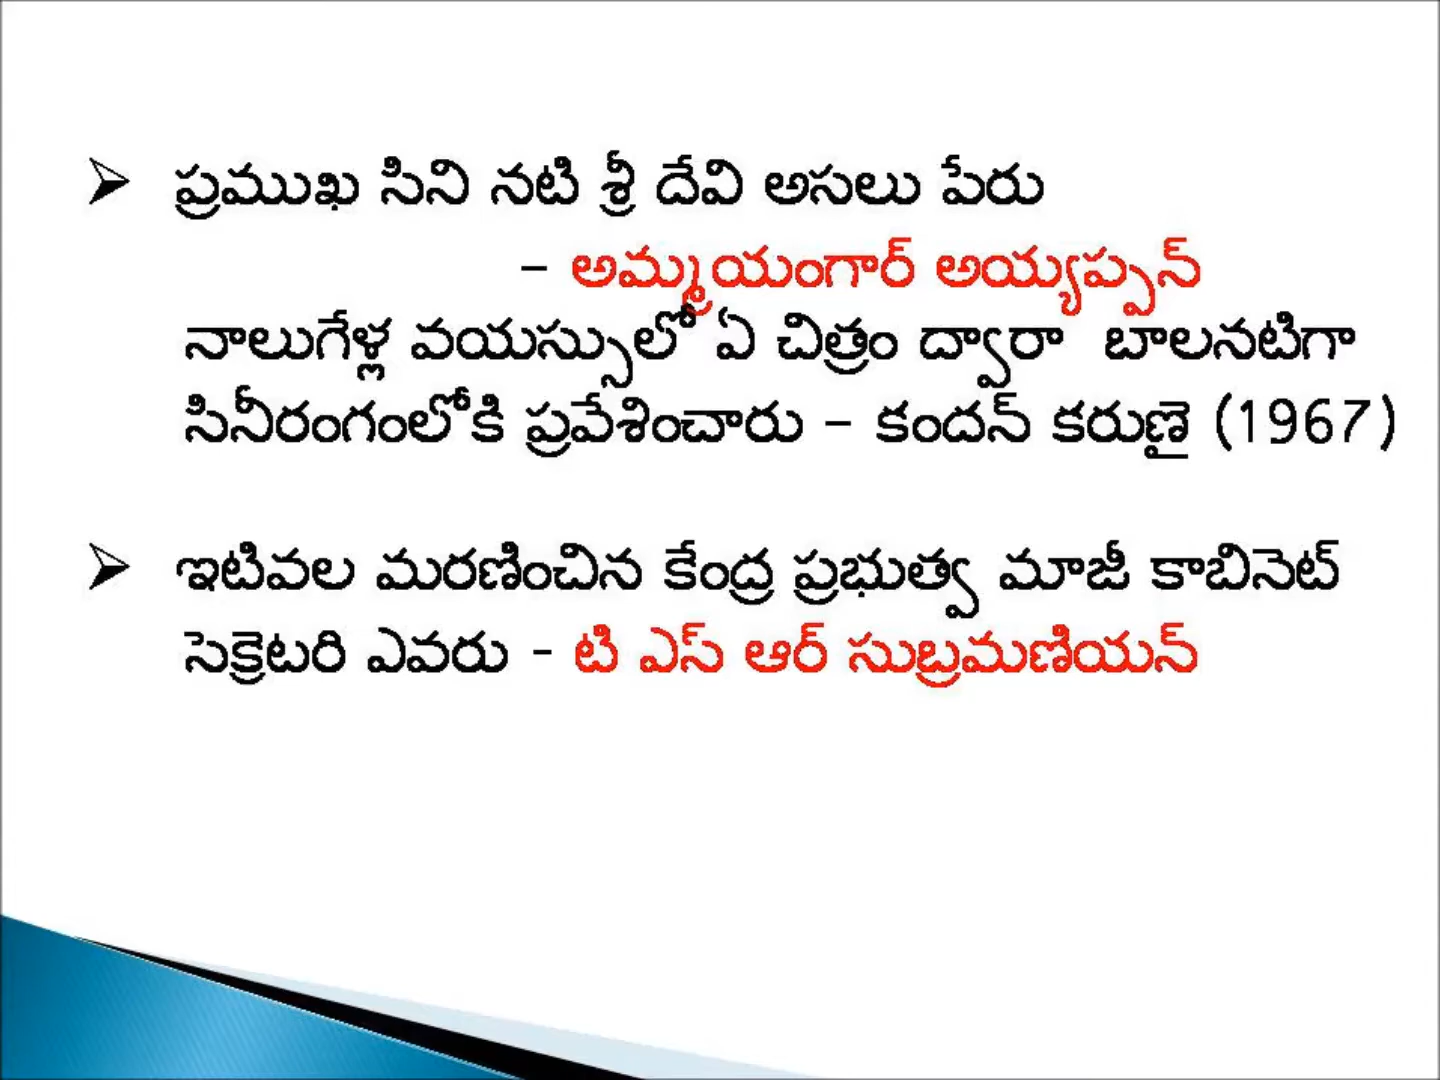 ➢ ప్రముఖ సిని నటి శ్రీ దేవి అసలు పేరు
– అమ్మ్రయంగార్ అయ్యప్పన్
నాలుగేళ్ల వయస్సులో ఏ చిత్రం ద్వారా బాలనటిగా
సినీరంగంలోకి ప్రవేశించారు – కందన్ కరుణై (1967)
➢ ఇటివల మరణించిన కేంద్ర ప్రభుత్వ మాజీ కాబినెట్
సెక్రెటరి ఎవరు - టి ఎస్ ఆర్ సుబ్రమణియన్